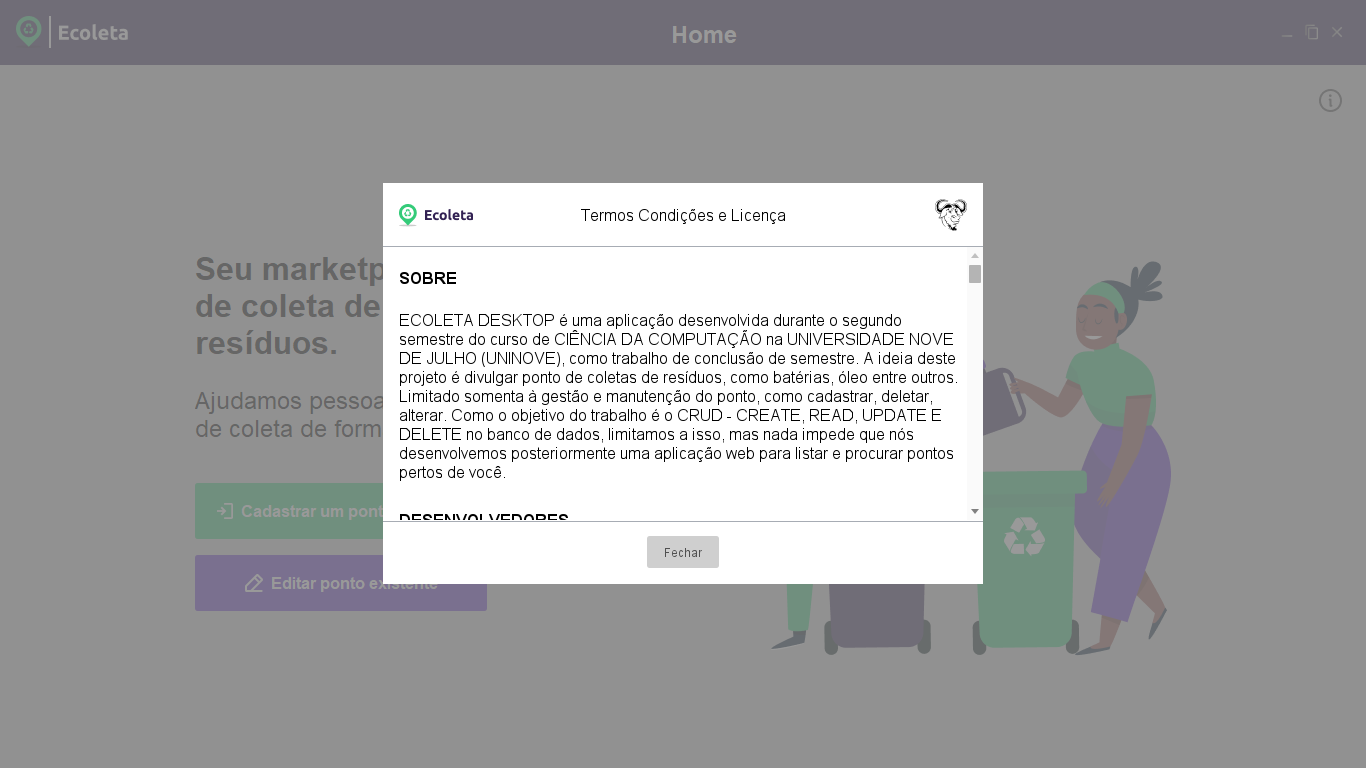 Ecoleta
Home
Seu marketp
de coleta de
resíduos.
Ajudamos pessoa
de coleta de form
Cadastrar um pont
Editar ponto existente
Ecoleta
Termos Condições e Licença
SOBRE
ECOLETA DESKTOP é uma aplicação desenvolvida durante o segundo
semestre do curso de CIÊNCIA DA COMPUTAÇÃO na UNIVERSIDADE NOVE
DE JULHO (UNINOVE), como trabalho de conclusão de semestre. A ideia deste
projeto é divulgar ponto de coletas de resíduos, como batérias, óleo entre outros.
Limitado somenta à gestão e manutenção do ponto, como cadastrar, deletar,
alterar. Como o objetivo do trabalho é o CRUD - CREATE, READ, UPDATE E
DELETE no banco de dados, limitamos a isso, mas nada impede que nós
desenvolvemos posteriormente uma aplicação web para listar e procurar pontos
pertos de você.
DESENVOLVEDORES
Fechar